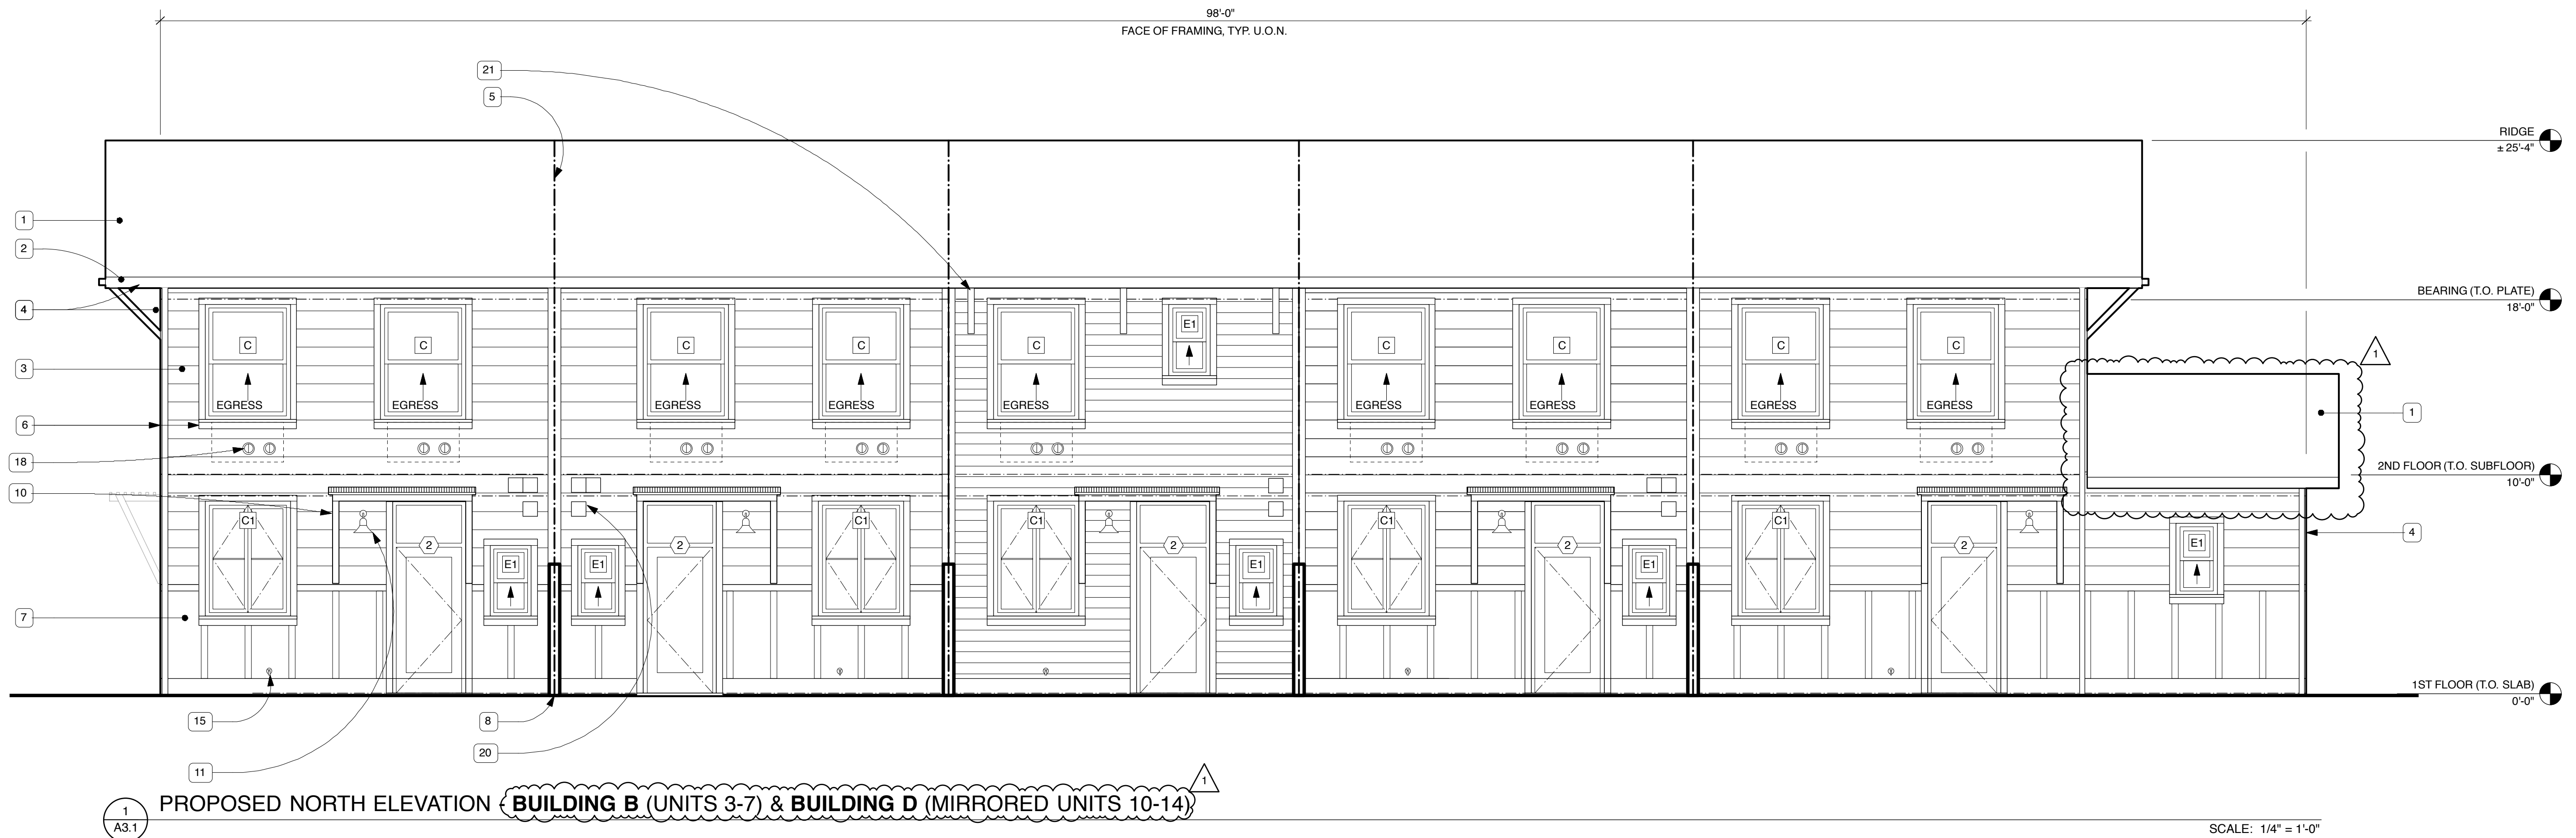 98'-0"
FACE OF FRAMING, TYP. U.O.N.
21
5
RIDGE
± 25'-4"
1
2
4
BEARING (T.O. PLATE)
18'-0"
E1
C C C C C C C C C
1
3
EGRESS EGRESS EGRESS EGRESS EGRESS EGRESS EGRESS EGRESS EGRESS
1
6
18
2ND FLOOR (T.O. SUBFLOOR)
10'-0"
10
C1 C1 C1 C1 C1
4
2 2 2 2 2
E1
E1 E1 E1 E1
7
1ST FLOOR (T.O. SLAB)
0'-0"
15
8
20
11
1
1
A3.1
PROPOSED NORTH ELEVATION - BUILDING B (UNITS 3-7) & BUILDING D (MIRRORED UNITS 10-14)
SCALE: 1/4" = 1'-0"